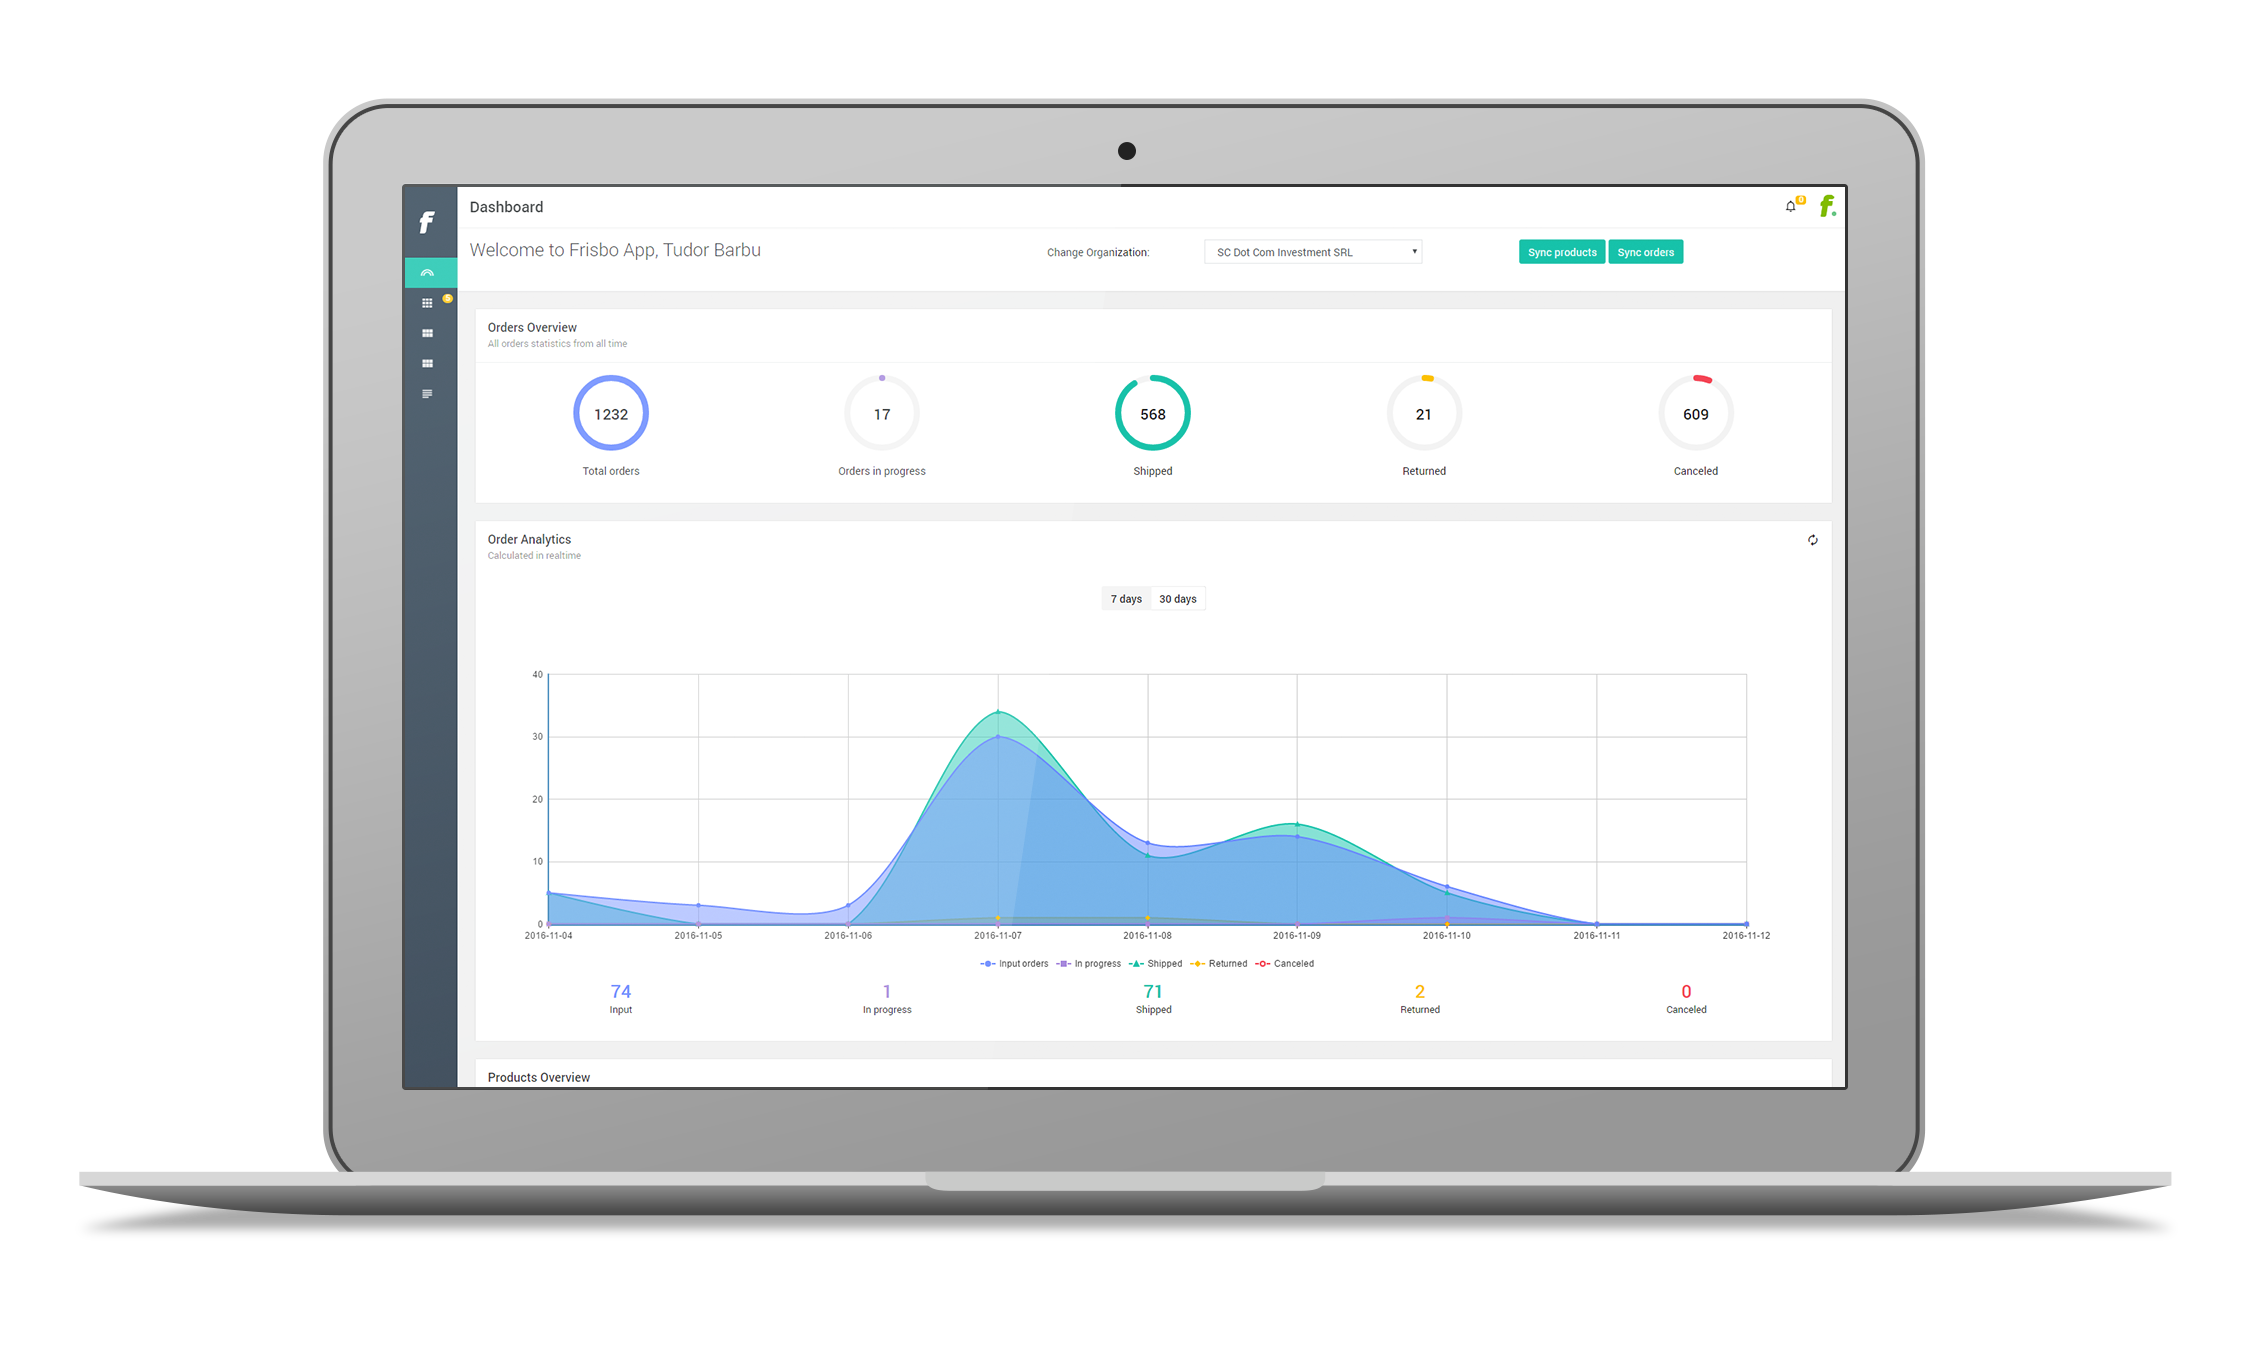 Dashboard
0
f.
f
Welcome to Frisbo App, Tudor Barbu
Change Organization:
SC Dot Com Investment SRL
Sync products
Sync orders
Orders Overview
All orders statistics from all time
1232
17
568
21
609
Total orders
Orders in progress
Shipped
Returned
Canceled
Order Analytics
Calculated in realtime
7 days
30 days
40
30
20
10
0
2016-11-04
2016-11-05
2016-11-06
2016-11-07
2016-11-08
2016-11-09
2016-11-10
2016-11-11
2016-11-12
Input orders
In progress
Shipped
Returned
Canceled
74
1
71
2
0
Input
In progress
Shipped
Returned
Canceled
Products Overview